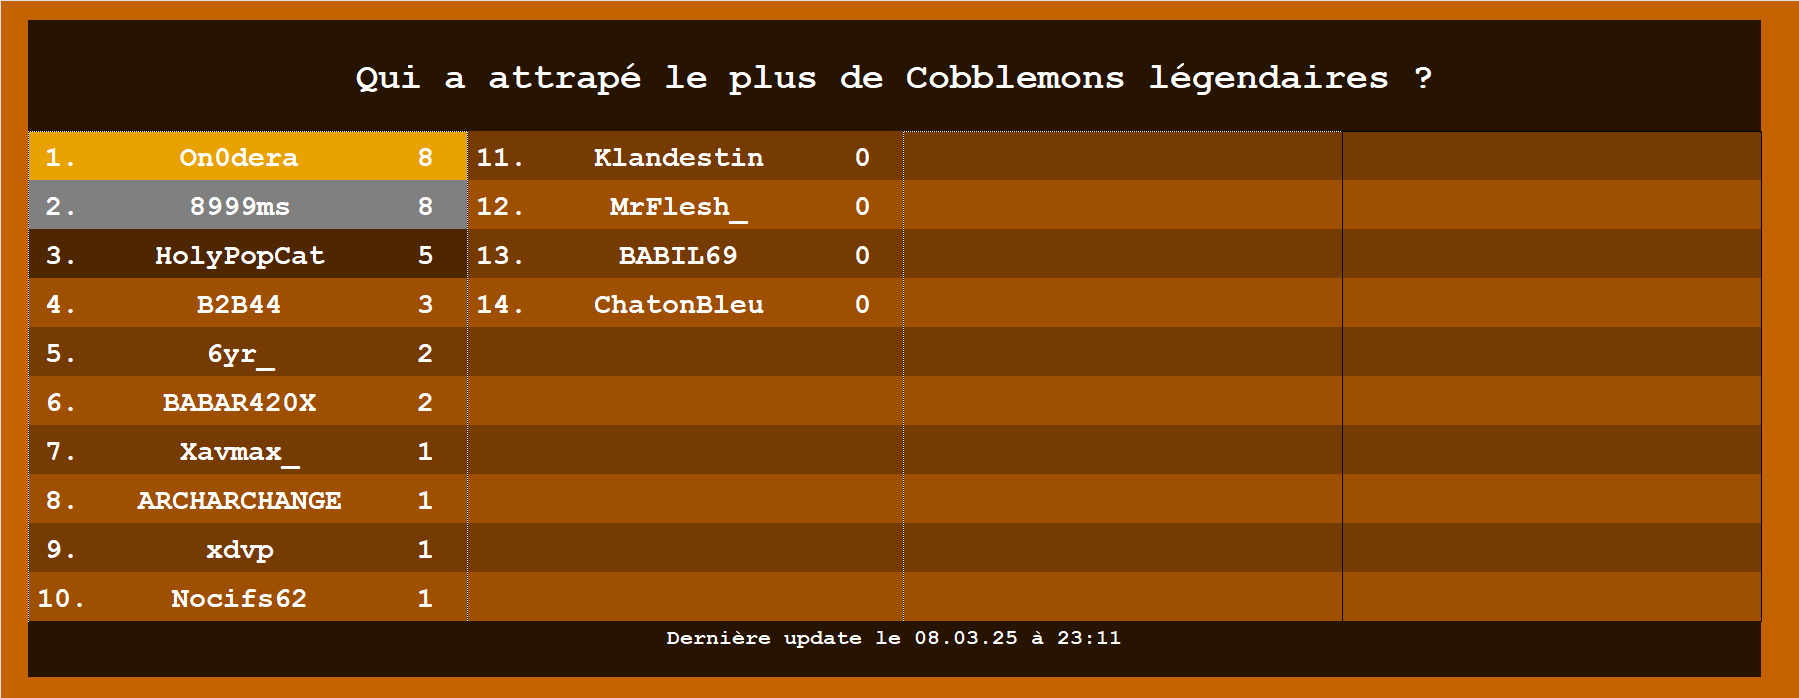 Qui a attrapé le plus de Cobblemons légendaires ?
1. On0dera 8
2. 8999ms 8
3. HolyPopCat 5
4. B2B44 3
5. 6yr_ 2
6. BABAR420X 2
7. Xavmax_ 1
8. ARCHARCHANGE 1
9. xdvp 1
10. Nocifs62 1
11. Klandestin 0
12. MrFlesh_ 0
13. BABIL69 0
14. ChatonBleu 0
Dernière update le 08.03.25 à 23:11